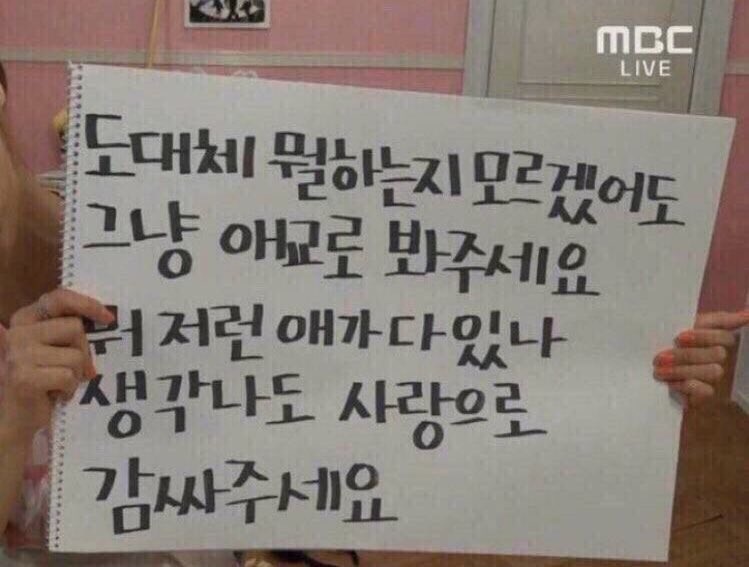 MBC
LIVE
도대체 뭘하는지 모르겠어도
그냥 애교로 봐주세요
뭐 저런 애가 다 있나
생각나도 사랑으로
감싸주세요